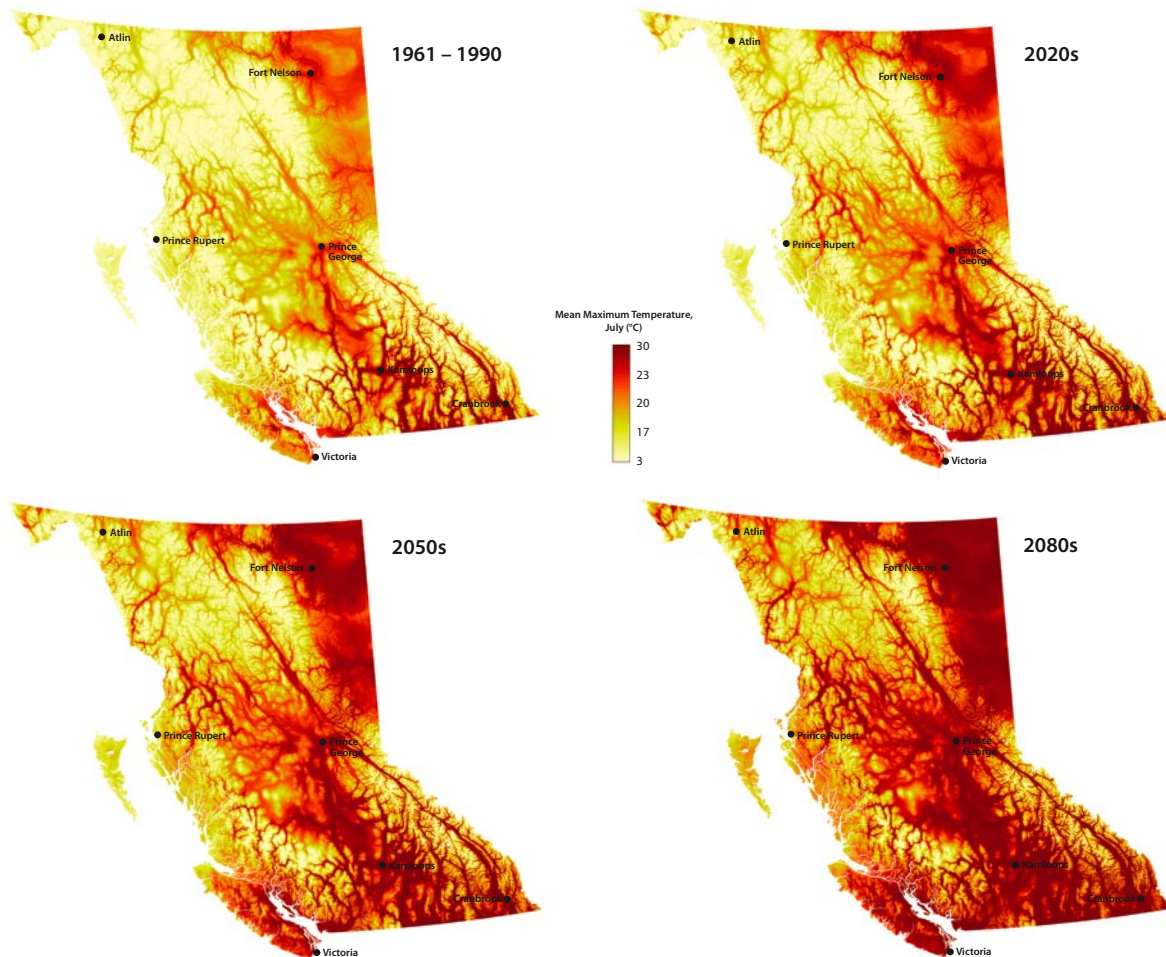 Atlin
1961 – 1990
Fort Nelson
Prince Rupert
Prince
George
Kamloops
Cranbrook
Victoria
Atlin
2020s
Fort Nelson
Prince Rupert
Prince
George
Kamloops
Cranbrook
Victoria
Mean Maximum Temperature,
July (°C)
30
23
20
17
3
Atlin
2050s
Fort Nelson
Prince Rupert
Prince
George
Kamloops
Cranbrook
Victoria
Atlin
2080s
Fort Nelson
Prince Rupert
Prince
George
Kamloops
Cranbrook
Victoria